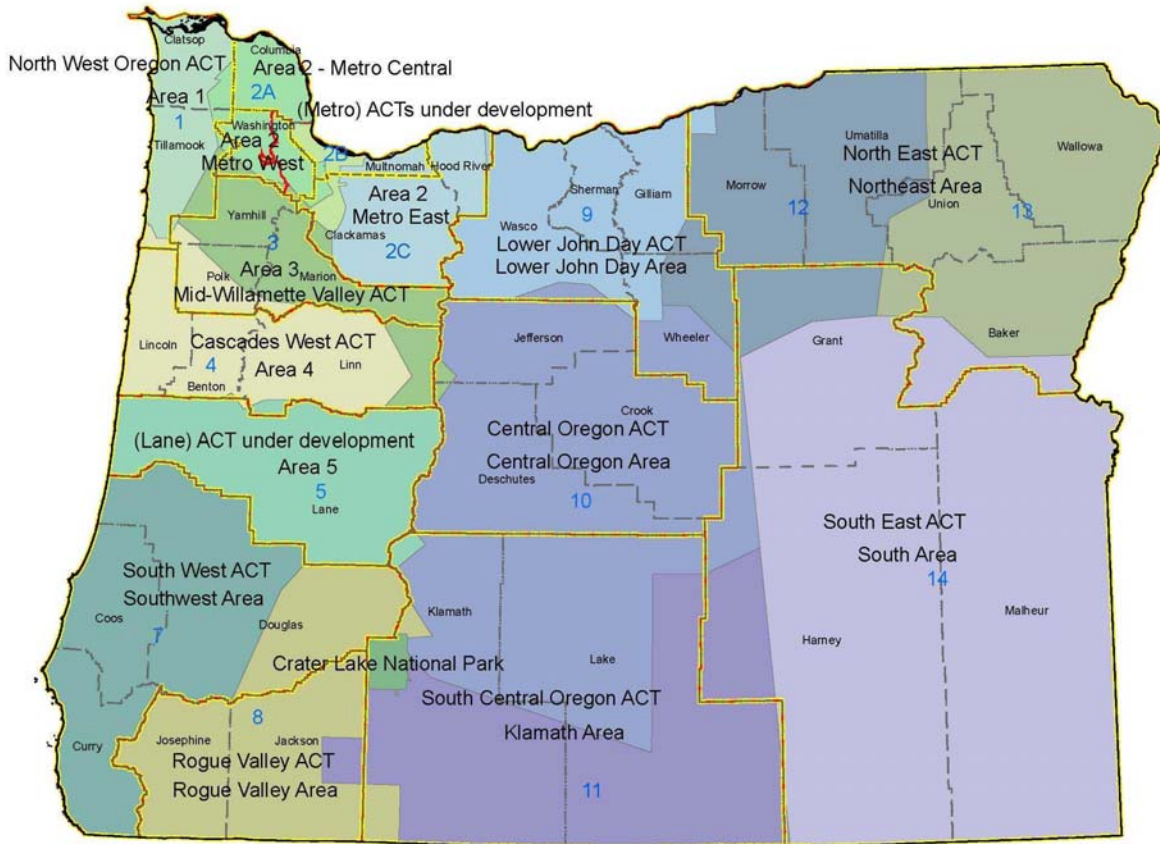 Clatsop
Columbia
North West Oregon ACT
Area 2 - Metro Central
Area 1
2A
(Metro) ACTs under development
1
Washington
Tillamook
Area 2
Metro West
2B
Multnomah
Hood River
Area 2
Metro East
Clackamas
2C
Yamhill
3
Polk
Area 3
Marion
Mid-Willamette Valley ACT
Sherman
Gilliam
9
Wasco
Lower John Day ACT
Lower John Day Area
Umatilla
North East ACT
Wallowa
Morrow
Northeast Area
12
Union
13
Lincoln
Cascades West ACT
4
Area 4
Linn
Benton
Jefferson
Wheeler
Grant
Baker
Crook
Central Oregon ACT
Central Oregon Area
Deschutes
10
(Lane) ACT under development
Area 5
5
Lane
South West ACT
Southwest Area
Coos
Douglas
7
Klamath
Lake
South East ACT
South Area
14
Malheur
Harney
Crater Lake National Park
South Central Oregon ACT
Klamath Area
11
8
Curry
Josephine
Jackson
Rogue Valley ACT
Rogue Valley Area